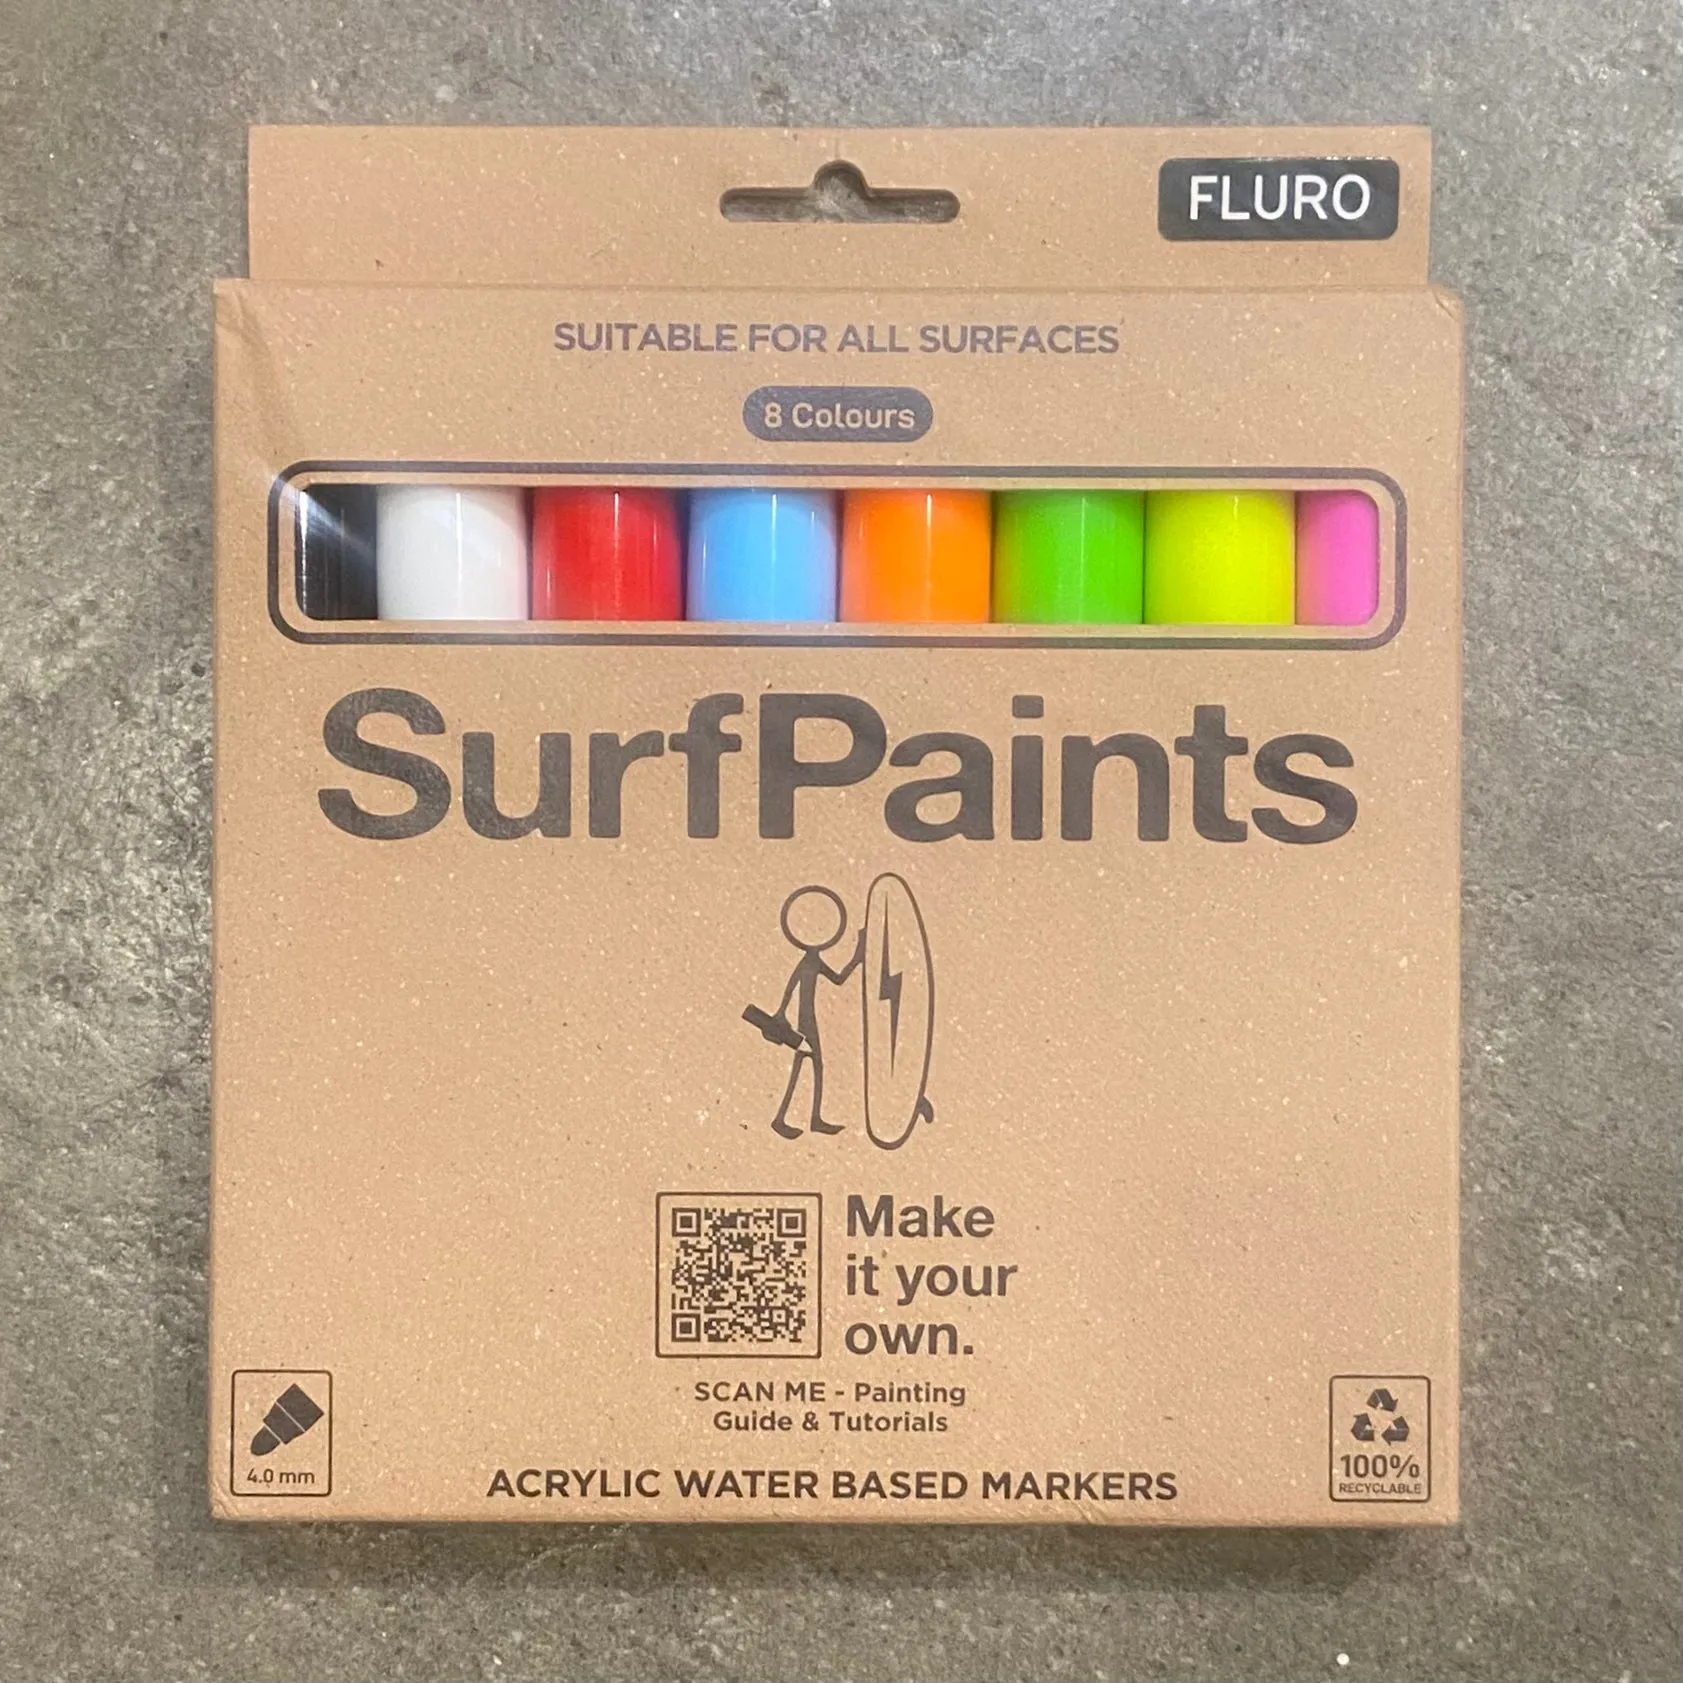 FLURO
SUITABLE FOR ALL SURFACES
8 Colours
SurfPaints
Make
it your
own.
SCAN ME - Painting
Guide & Tutorials
4.0 mm
ACRYLIC WATER BASED MARKERS
100%
RECYCLABLE